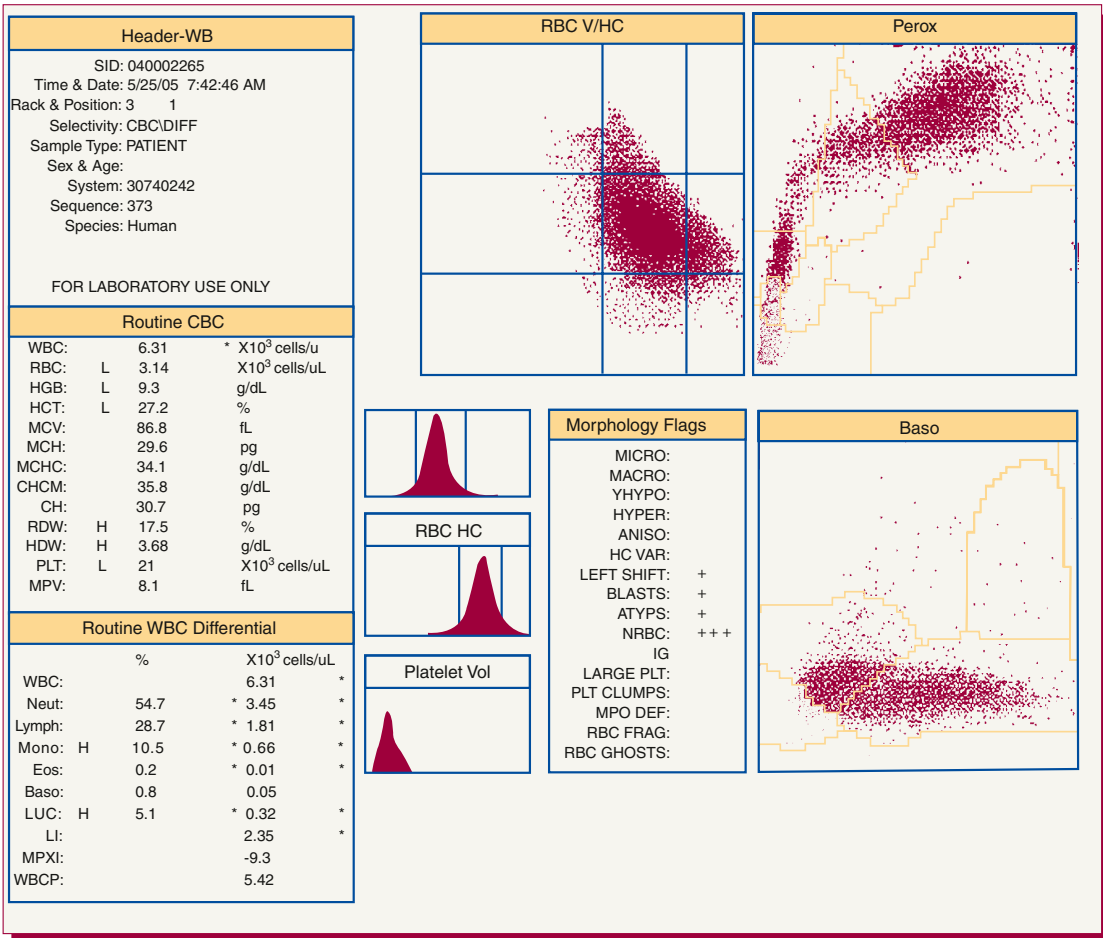 Header-WB
SID: 040002265
Time & Date: 5/25/05 7:42:46 AM
Rack & Position: 3 1
Selectivity: CBC\DIFF
Sample Type: PATIENT
Sex & Age:
System: 30740242
Sequence: 373
Species: Human
FOR LABORATORY USE ONLY
Routine CBC
WBC: 6.31 * X10³ cells/u
RBC: L 3.14 X10³ cells/uL
HGB: L 9.3 g/dL
HCT: L 27.2 %
MCV: 86.8 fL
MCH: 29.6 pg
MCHC: 34.1 g/dL
CHCM: 35.8 g/dL
CH: 30.7 pg
RDW: H 17.5 %
HDW: H 3.68 g/dL
PLT: L 21 X10³ cells/uL
MPV: 8.1 fL
Routine WBC Differential
% X10³ cells/uL
WBC: 6.31 *
Neut: 54.7 * 3.45 *
Lymph: 28.7 * 1.81 *
Mono: H 10.5 * 0.66 *
Eos: 0.2 * 0.01 *
Baso: 0.8 0.05
LUC: H 5.1 * 0.32 *
LI: 2.35 *
MPXI: -9.3
WBCP: 5.42
RBC V/HC
Perox
RBC HC
Platelet Vol
Morphology Flags
MICRO:
MACRO:
YHYPO:
HYPER:
ANISO:
HC VAR:
LEFT SHIFT: +
BLASTS: +
ATYPS: +
NRBC: +++
IG
LARGE PLT:
PLT CLUMPS:
MPO DEF:
RBC FRAG:
RBC GHOSTS:
Baso